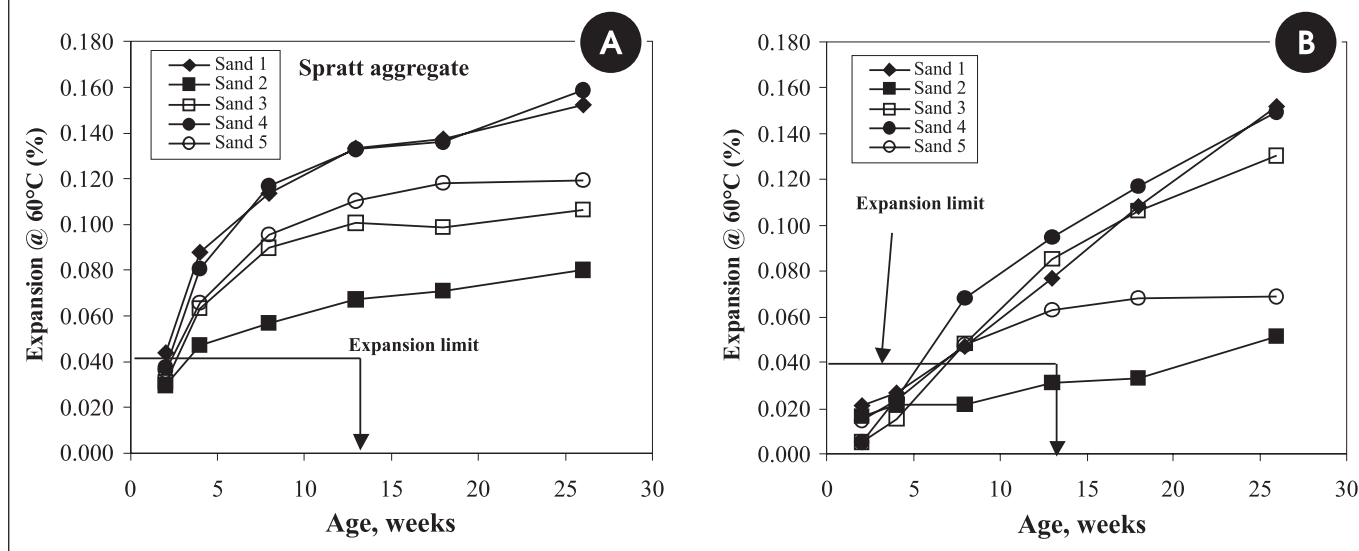 A
0.180
0.160
0.140
0.120
0.100
0.080
0.060
0.040
0.020
0.000
Expansion @ 60°C (%)
Sand 1
Sand 2
Sand 3
Sand 4
Sand 5
Spratt aggregate
Expansion limit
0 5 10 15 20 25 30
Age, weeks
B
0.180
0.160
0.140
0.120
0.100
0.080
0.060
0.040
0.020
0.000
Expansion @ 60°C (%)
Sand 1
Sand 2
Sand 3
Sand 4
Sand 5
Expansion limit
0 5 10 15 20 25 30
Age, weeks